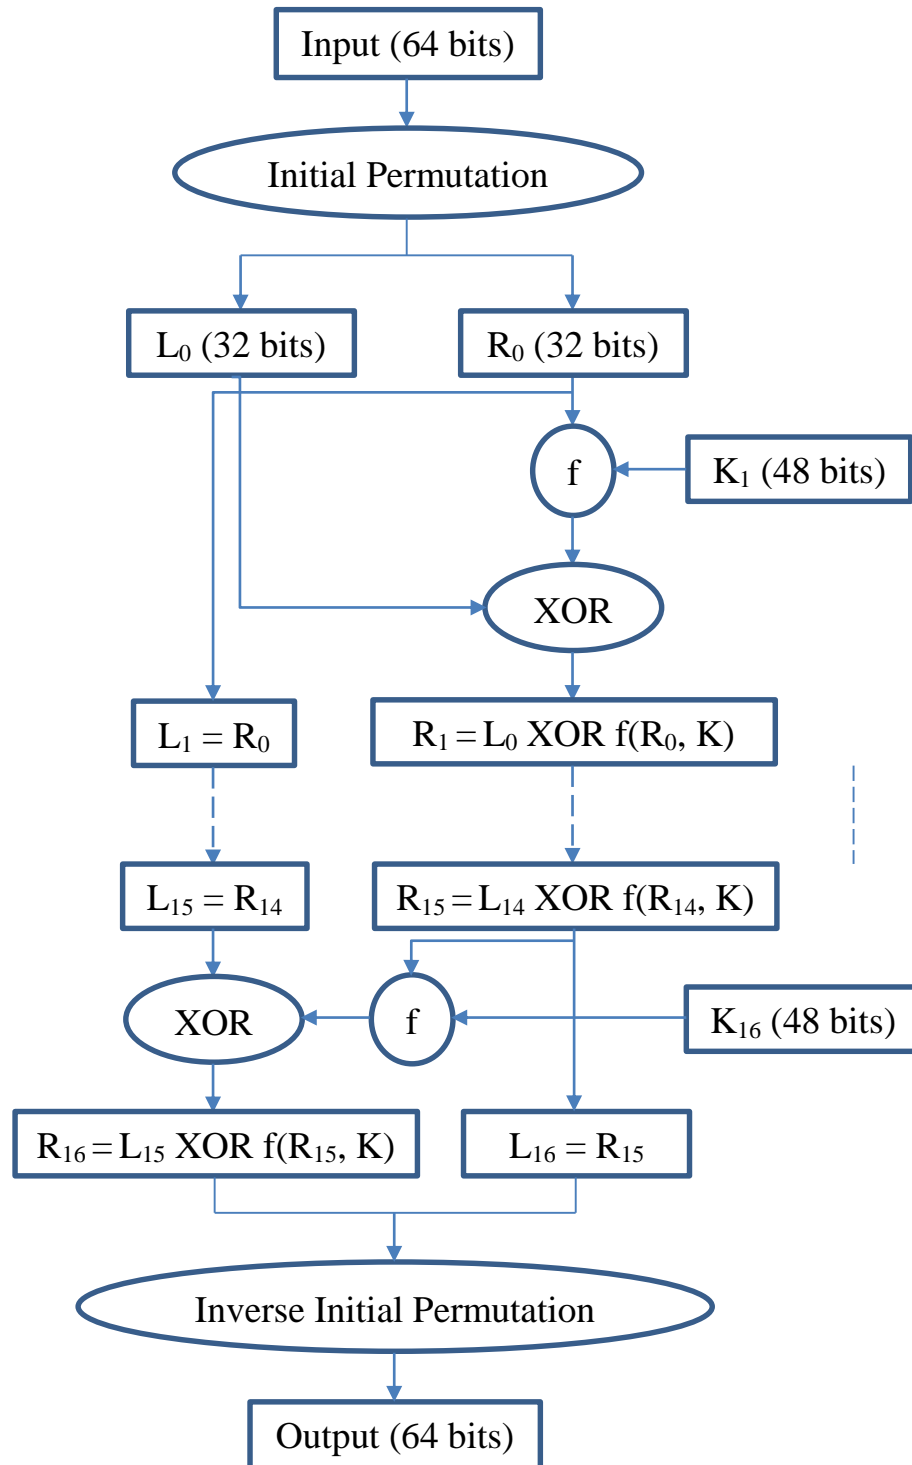 Input (64 bits)
Initial Permutation
L₀ (32 bits)
R₀ (32 bits)
f
K₁ (48 bits)
XOR
L₁ = R₀
R₁ = L₀ XOR f(R₀, K)
L₁₅ = R₁₄
R₁₅ = L₁₄ XOR f(R₁₄, K)
XOR
f
K₁₆ (48 bits)
R₁₆ = L₁₅ XOR f(R₁₅, K)
L₁₆ = R₁₅
Inverse Initial Permutation
Output (64 bits)